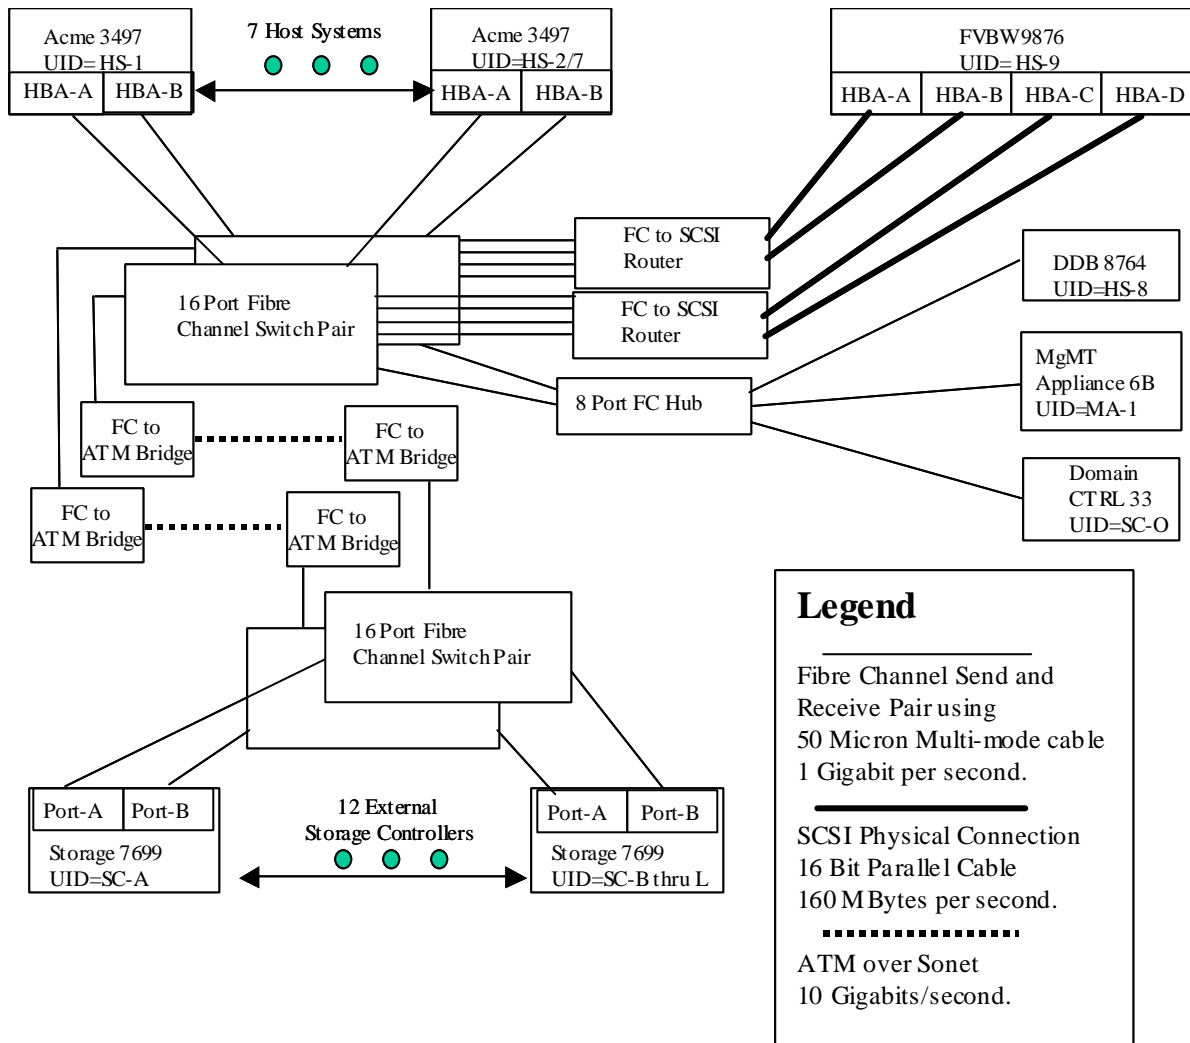 Acme 3497
UID= HS-1
HBA-A
HBA-B
7 Host Systems
Acme 3497
UID=HS-2/7
HBA-A
HBA-B
FVBW9876
UID= HS-9
HBA-A
HBA-B
HBA-C
HBA-D
FC to SCSI
Router
FC to SCSI
Router
DDB 8764
UID=HS-8
16 Port Fibre
Channel Switch Pair
8 Port FC Hub
MgMT
Appliance 6B
UID=MA-1
FC to
ATM Bridge
FC to
ATM Bridge
FC to
ATM Bridge
FC to
ATM Bridge
Domain
CTRL 33
UID=SC-O
16 Port Fibre
Channel Switch Pair
Port-A
Port-B
Storage 7699
UID=SC-A
12 External
Storage Controllers
Port-A
Port-B
Storage 7699
UID=SC-B thru L
Legend
Fibre Channel Send and
Receive Pair using
50 Micron Multi-mode cable
1 Gigabit per second.
SCSI Physical Connection
16 Bit Parallel Cable
160 MBytes per second.
ATM over Sonet
10 Gigabits/second.